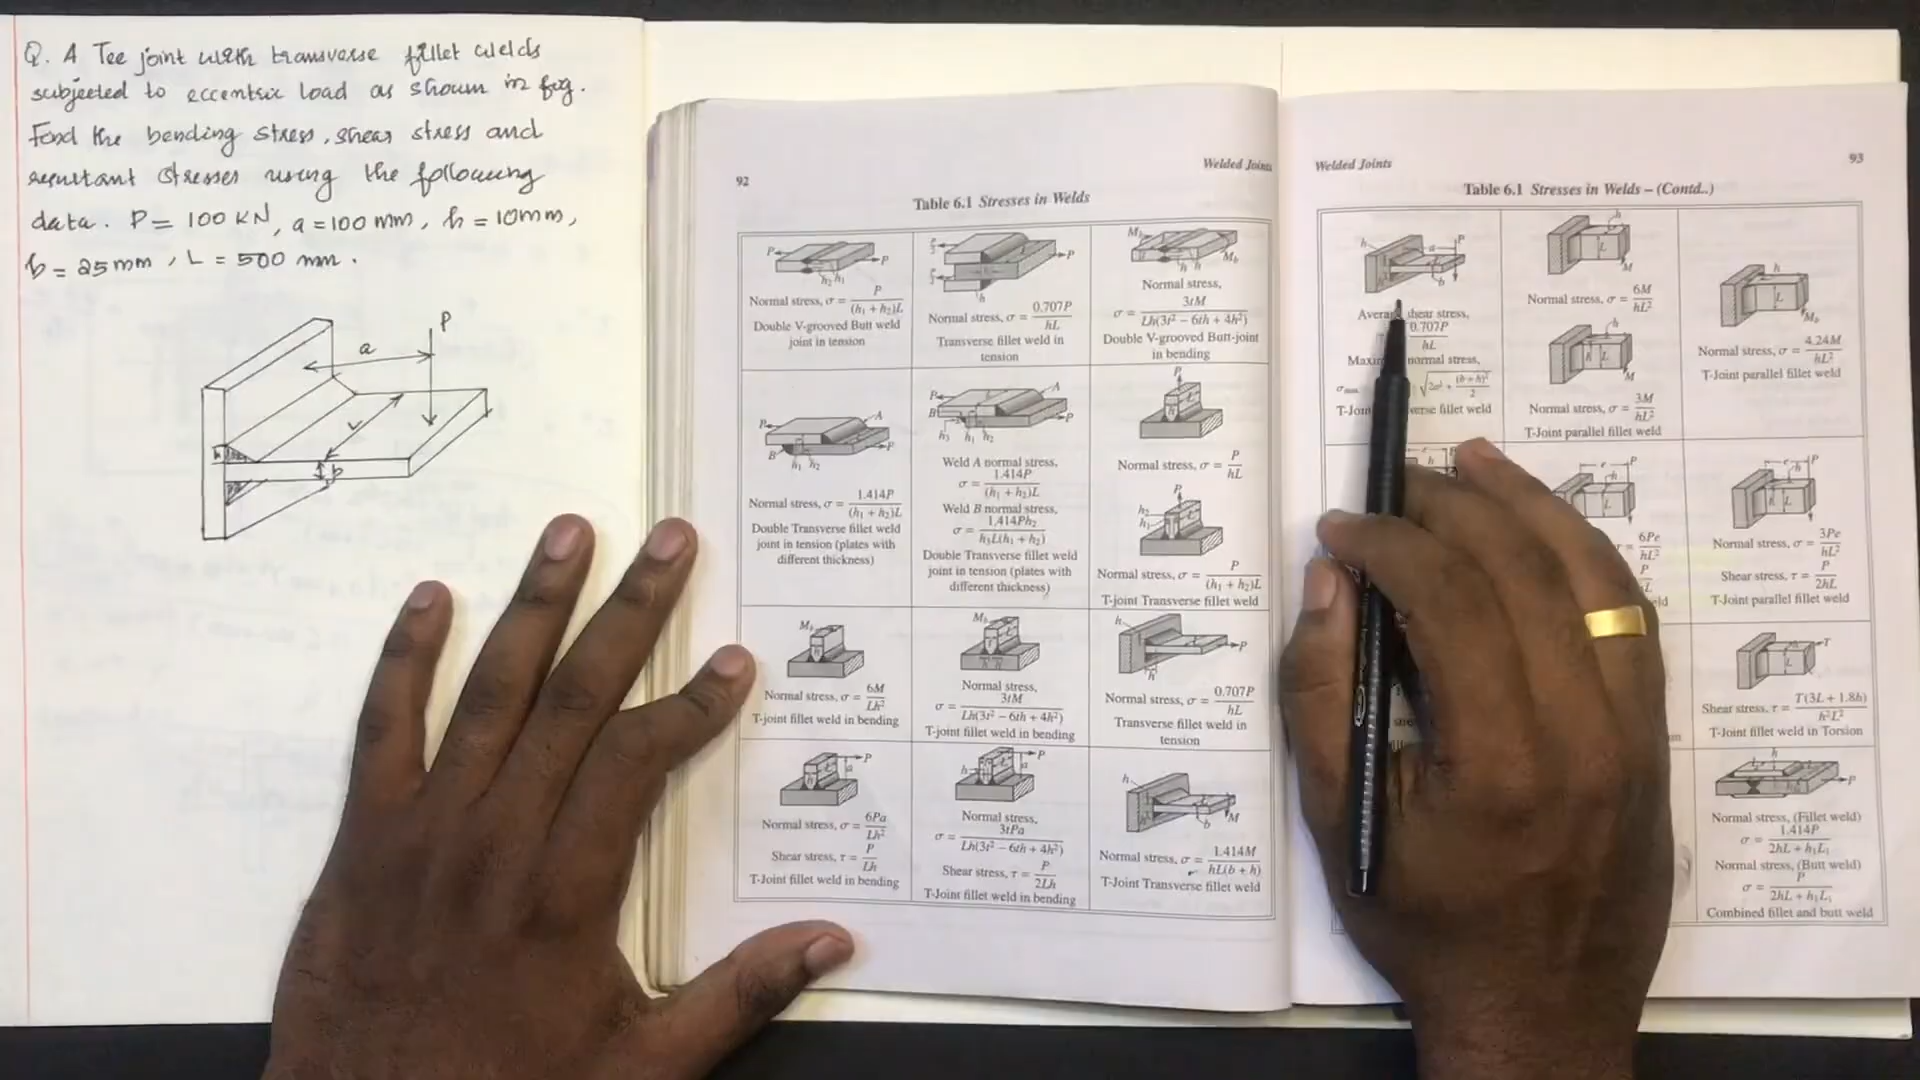 Q. A Tee joint with transverse fillet welds
subjected to eccentric load as shown in fig.
Find the bending stress, shear stress and
resultant stresses using the following
data. P = 100 KN, a = 100 mm, h = 10mm,
b = 25 mm, L = 500 mm.
P
a
L
h
b
92
Welded Joints
Table 6.1 Stresses in Welds
Normal stress, σ = P / (h₁ + h₂)L
Double V-grooved Butt weld
joint in tension
Normal stress, σ = 0.707P / hL
Transverse fillet weld in
tension
Normal stress,
σ = 3tM / Lh(3t² − 6th + 4h²)
Double V-grooved Butt-joint
in bending
Normal stress, σ = 1.414P / (h₁ + h₂)L
Double Transverse fillet weld
joint in tension (plates with
different thickness)
Weld A normal stress,
σ = 1.414P / (h₁ + h₂)L
Weld B normal stress,
σ = 1.414Ph₂ / h₃L(h₁ + h₂)
Double Transverse fillet weld
joint in tension (plates with
different thickness)
Normal stress, σ = P / hL
Normal stress, σ = P / (h₁ + h₂)L
T-joint Transverse fillet weld
Normal stress, σ = 6M / Lh²
T-joint fillet weld in bending
Normal stress,
σ = 3tM / Lh(3t² − 6th + 4h²)
T-joint fillet weld in bending
Normal stress, σ = 0.707P / hL
Transverse fillet weld in
tension
Normal stress, σ = 6Pa / Lh²
Shear stress, τ = P / Lh
T-Joint fillet weld in bending
Normal stress,
σ = 3tPa / Lh(3t² − 6th + 4h²)
Shear stress, τ = P / 2Lh
T-Joint fillet weld in bending
Normal stress, σ = 1.414M / hL(b + h)
T-Joint Transverse fillet weld
Welded Joints
93
Table 6.1 Stresses in Welds – (Contd..)
shear stress,
0.707P / hL
normal stress,
fillet weld
Normal stress, σ = 6M / hL²
Normal stress, σ = 3M / hL²
T-Joint parallel fillet weld
Normal stress, σ = 4.24M / hL²
T-Joint parallel fillet weld
6Pe / hL²
Normal stress, σ = 3Pe / hL²
Shear stress, τ = P / 2hL
T-Joint parallel fillet weld
Shear stress, τ = T(3L + 1.8h) / h²L²
T-Joint fillet weld in Torsion
Normal stress, (Fillet weld)
σ = 1.414P / 2hL + h₁L₁
Normal stress, (Butt weld)
σ = P / 2hL + h₁L₁
Combined fillet and butt weld